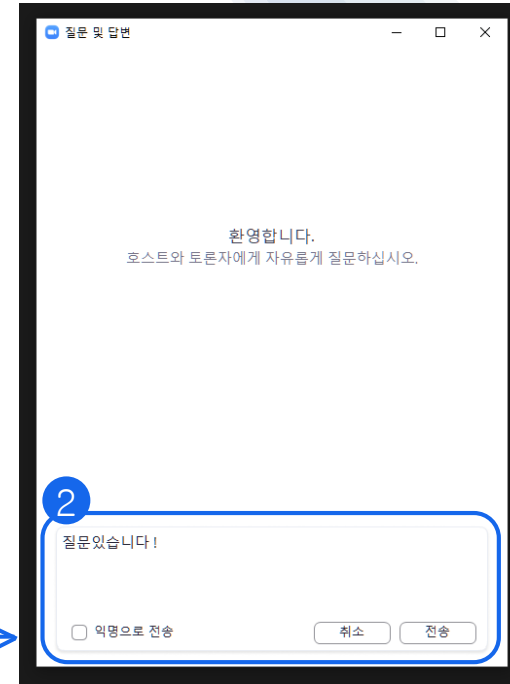 질문 및 답변
환영합니다.
호스트와 토론자에게 자유롭게 질문하십시오.
2
질문있습니다!
익명으로 전송
취소
전송